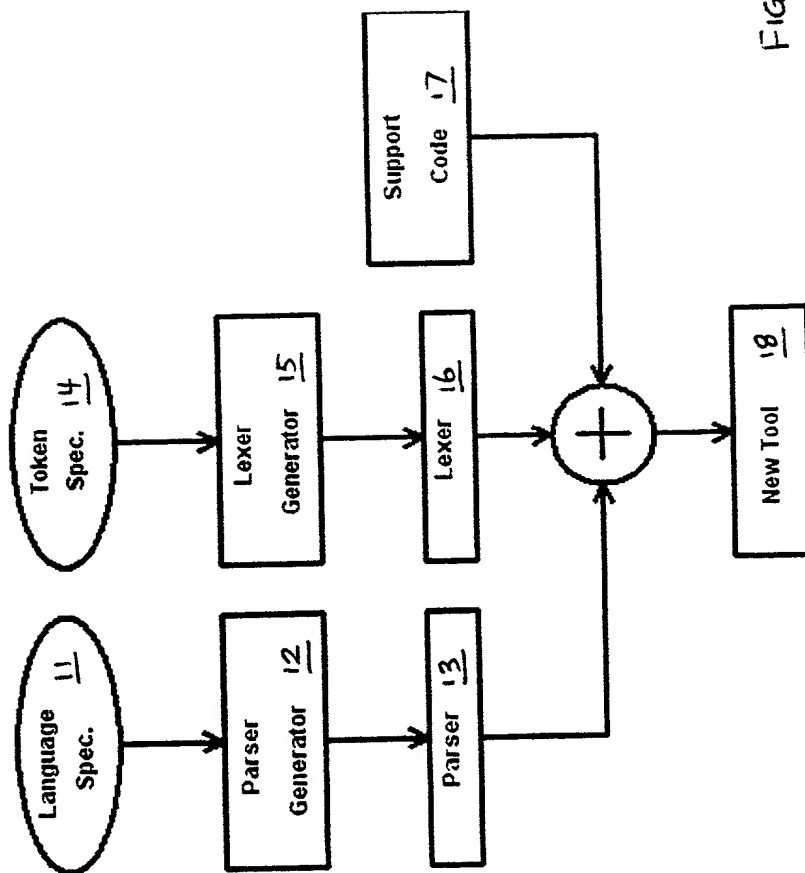 Language 11
Spec.
Token 14
Spec.
Parser
Generator 12
Lexer
Generator 15
Support
Code 17
Parser 13
Lexer 16
New Tool 18
FIG